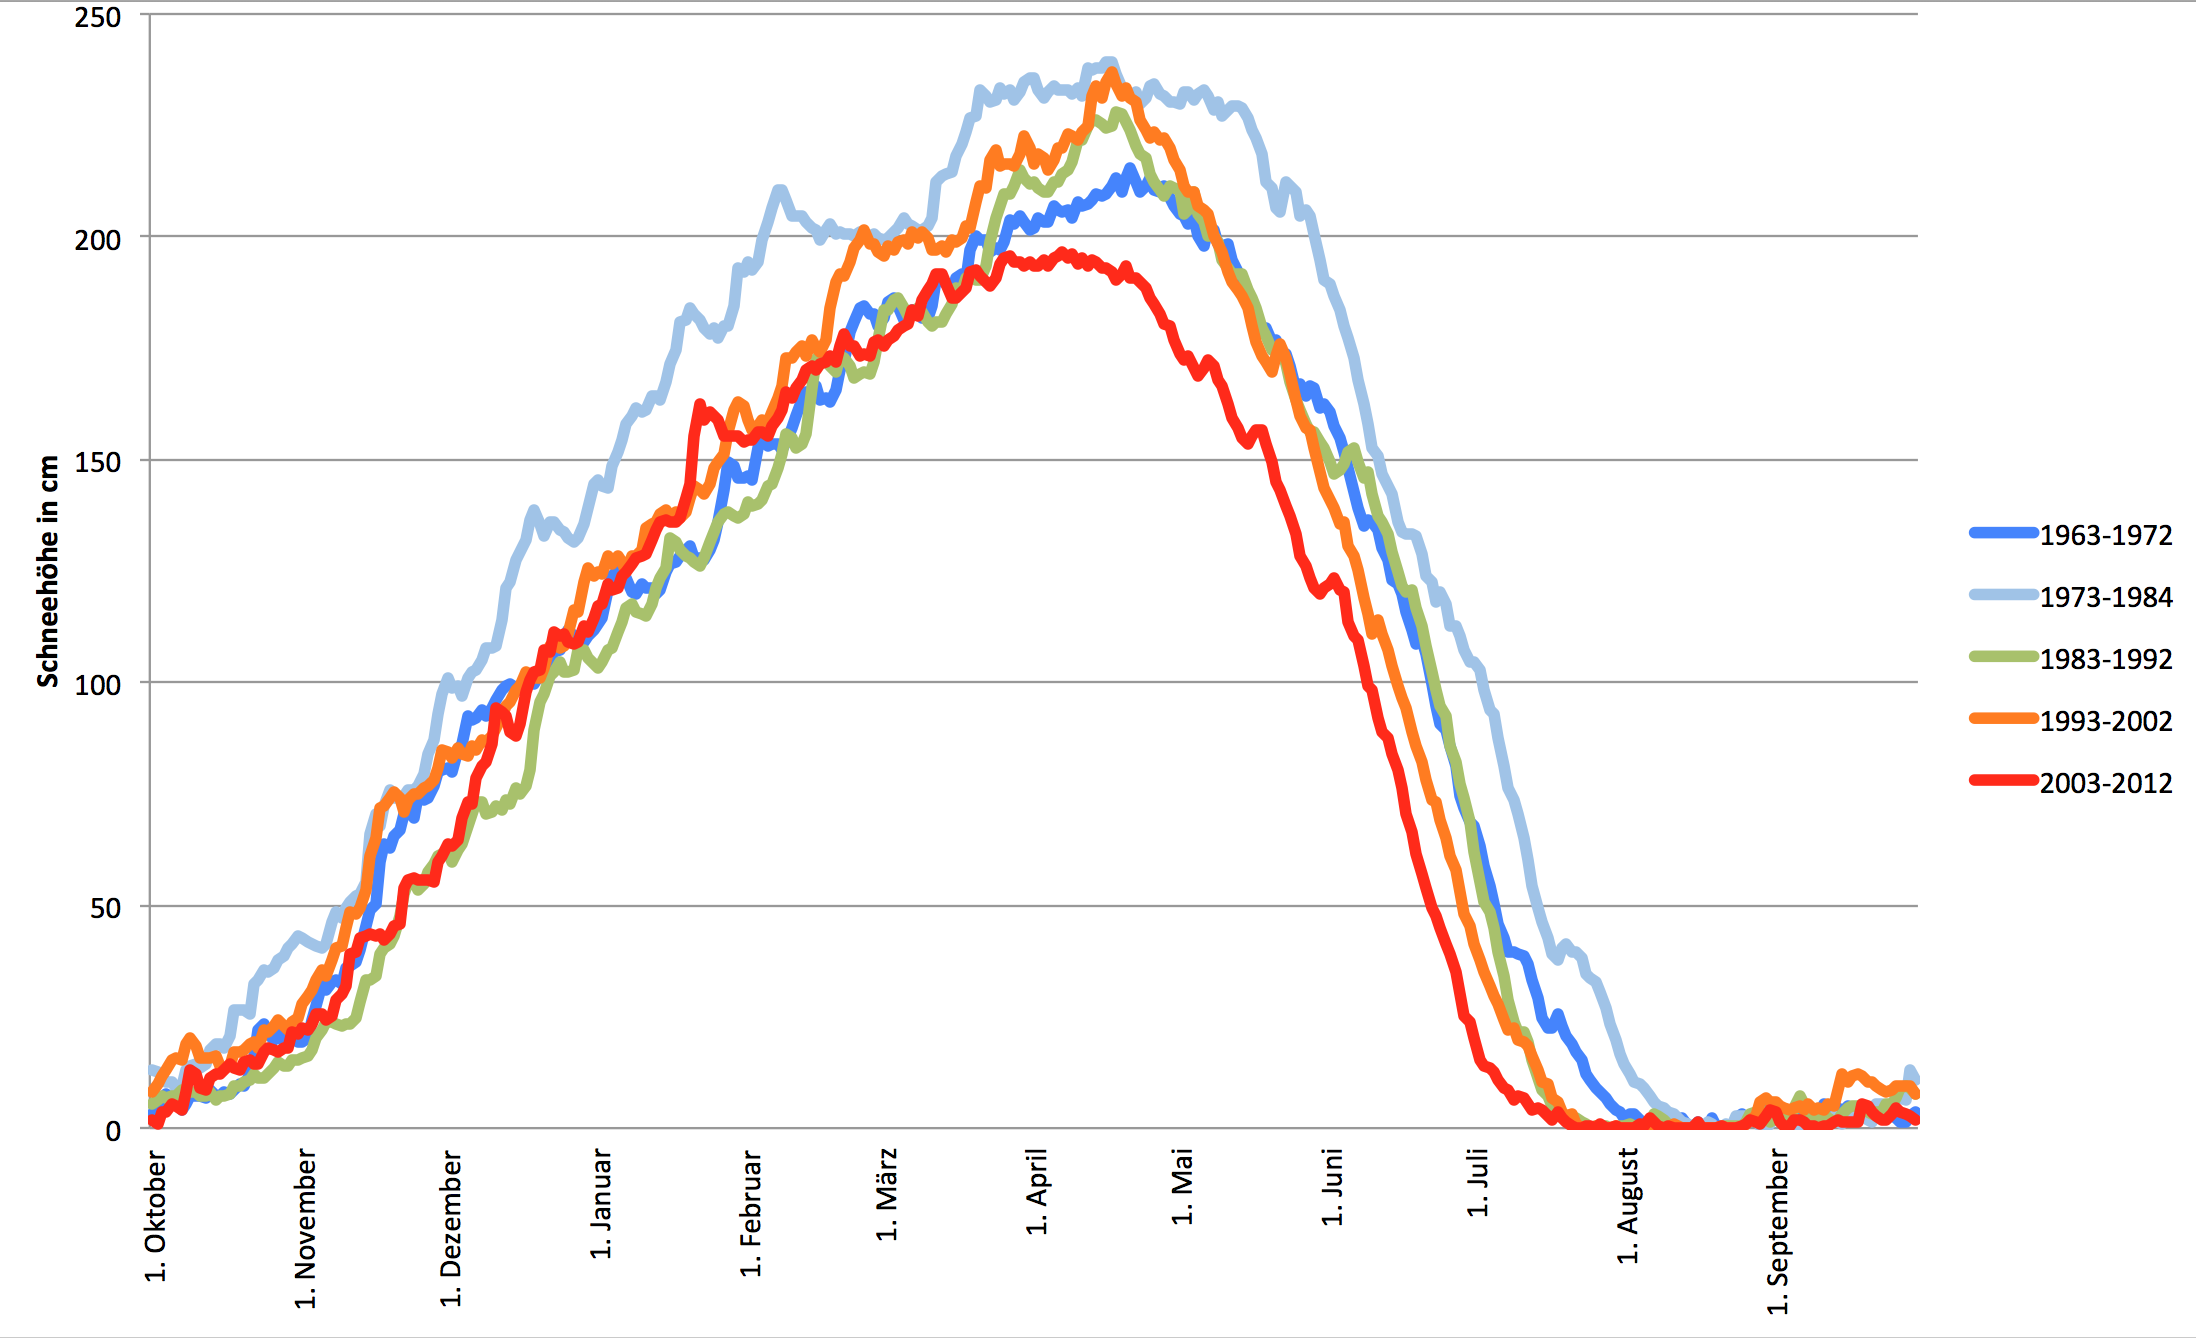 250
200
150
100
50
0
Schneehöhe in cm
1. Oktober
1. November
1. Dezember
1. Januar
1. Februar
1. März
1. April
1. Mai
1. Juni
1. Juli
1. August
1. September
1963-1972
1973-1984
1983-1992
1993-2002
2003-2012